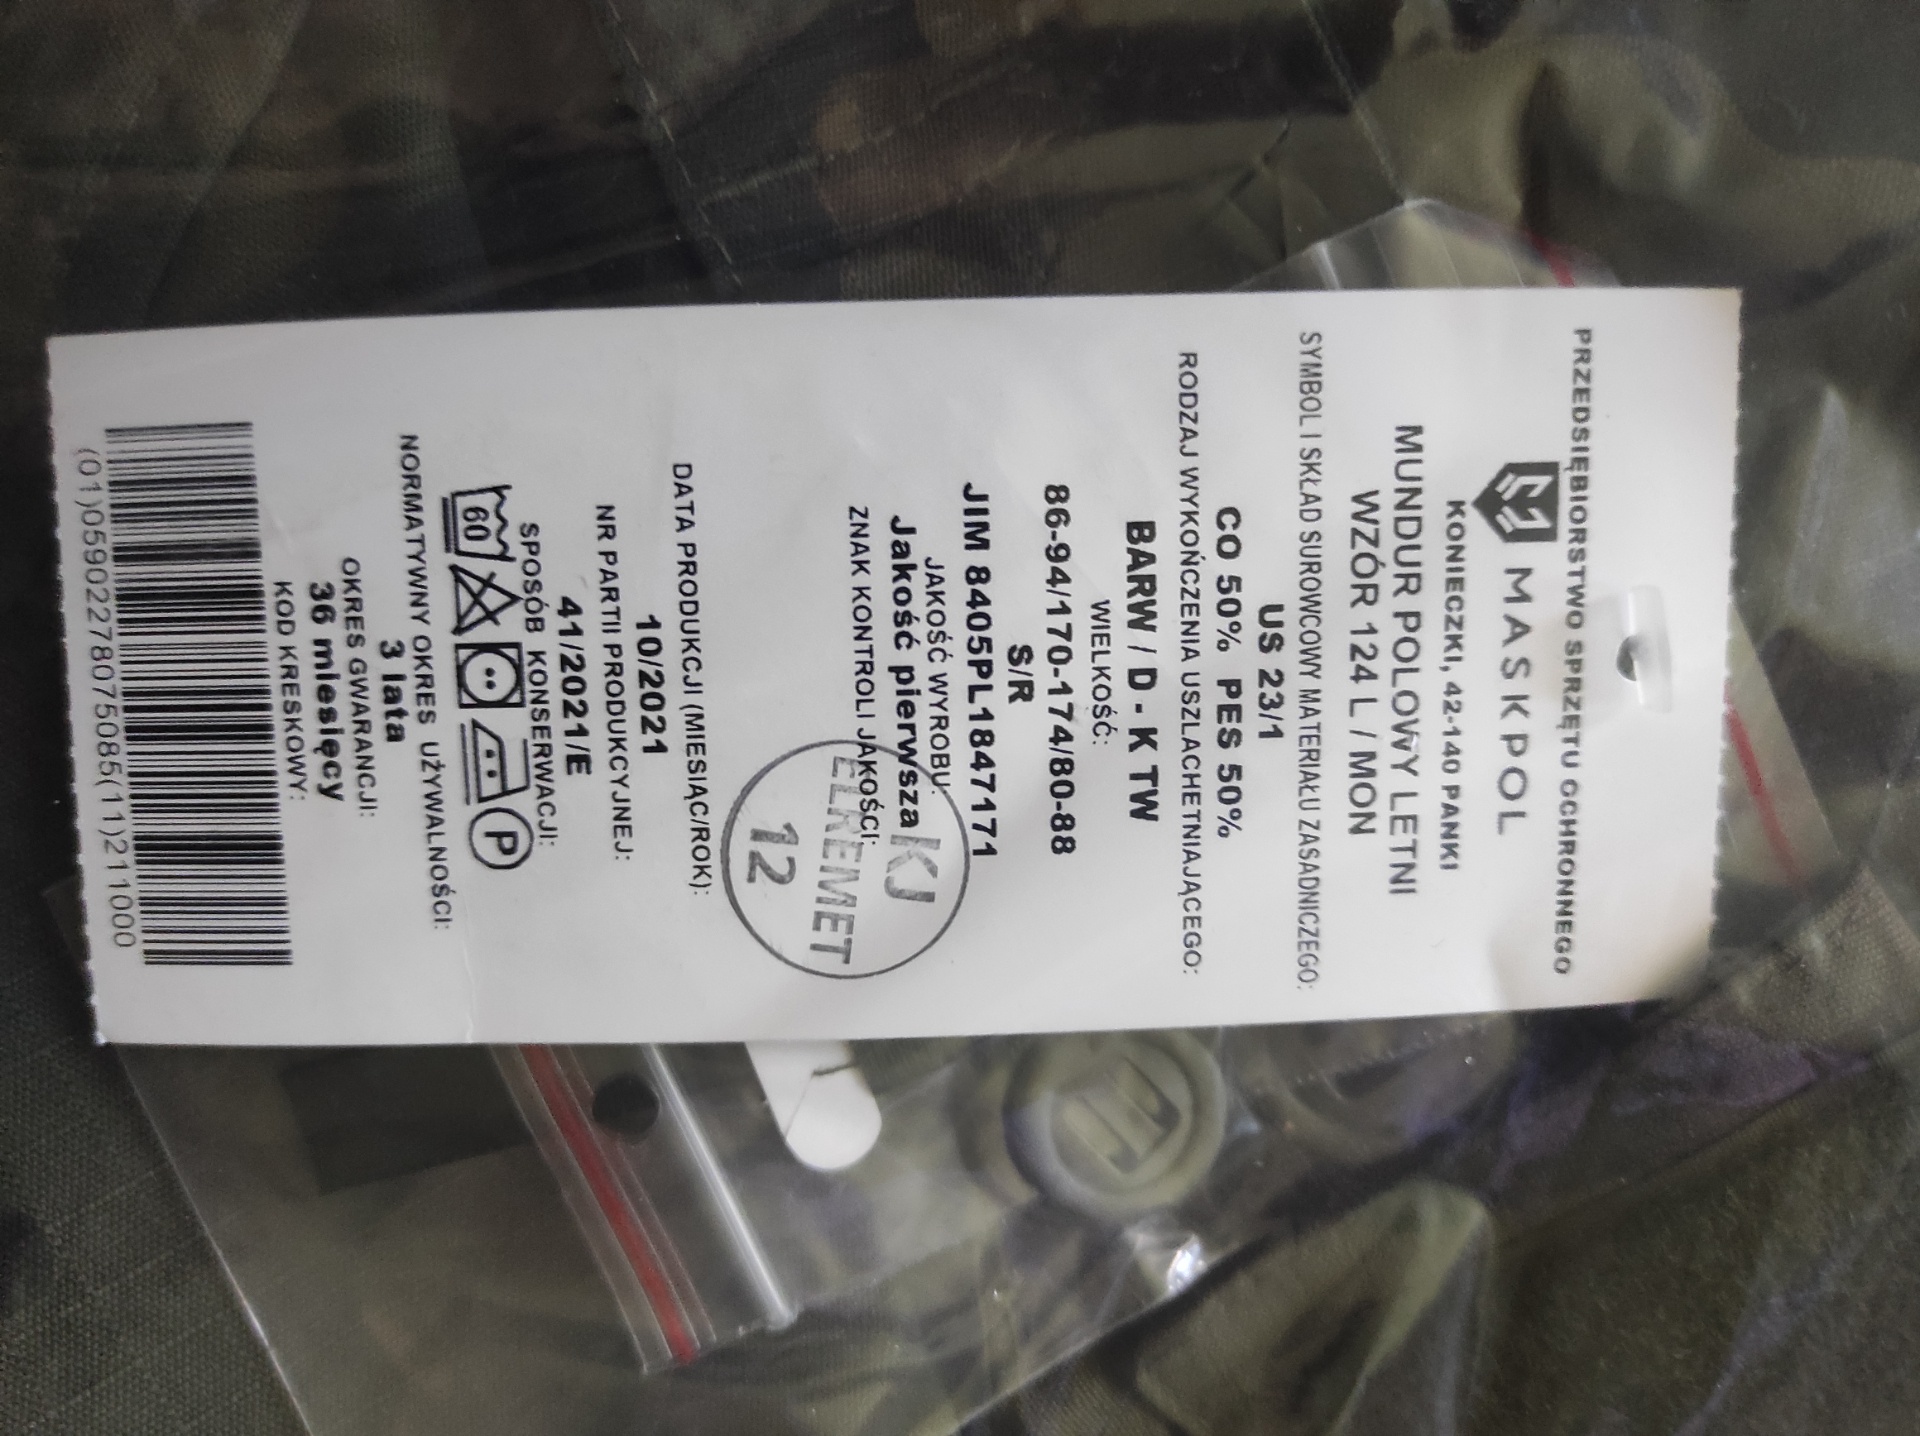 PRZEDSIĘBIORSTWO SPRZĘTU OCHRONNEGO
MASKPOL
KONIECZKI, 42-140 PANKI
MUNDUR POLOWY LETNI
WZÓR 124 L / MON
SYMBOL I SKŁAD SUROWCOWY MATERIAŁU ZASADNICZEGO:
US 23/1
CO 50% PES 50%
RODZAJ WYKOŃCZENIA USZLACHETNIAJĄCEGO:
BARW / D - K TW
WIELKOŚĆ:
86-94/170-174/80-88
S/R
JIM 8405PL1847171
JAKOŚĆ WYROBU:
Jakość pierwsza
ZNAK KONTROLI JAKOŚCI:
KJ
ELREMET
12
DATA PRODUKCJI (MIESIĄC/ROK):
10/2021
NR PARTII PRODUKCYJNEJ:
41/2021/E
SPOSÓB KONSERWACJI:
60 P
NORMATYWNY OKRES UŻYWALNOŚCI:
3 lata
OKRES GWARANCJI:
36 miesięcy
KOD KRESKOWY:
(01)05902278075085(11)211000